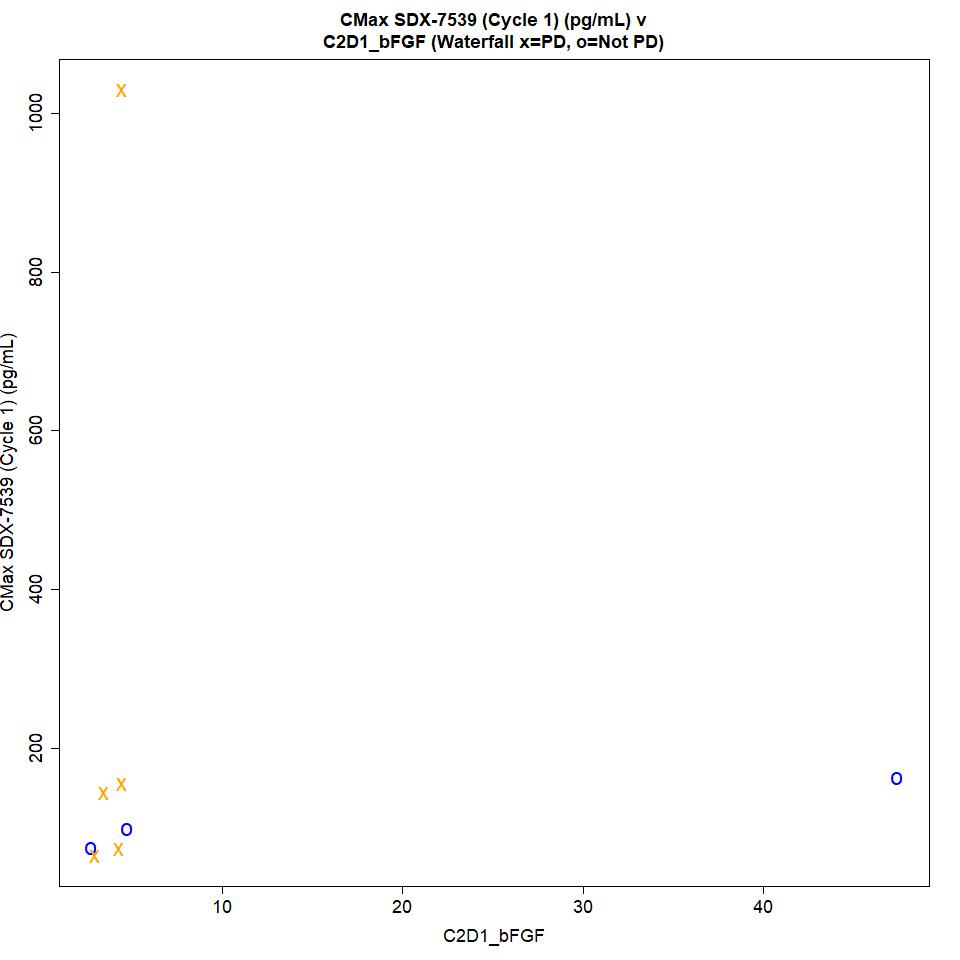 CMax SDX-7539 (Cycle 1) (pg/mL) v
C2D1_bFGF (Waterfall x=PD, o=Not PD)
CMax SDX-7539 (Cycle 1) (pg/mL)
1000
800
600
400
200
X
X
X
O
O
O
X
X
10
20
30
40
C2D1_bFGF